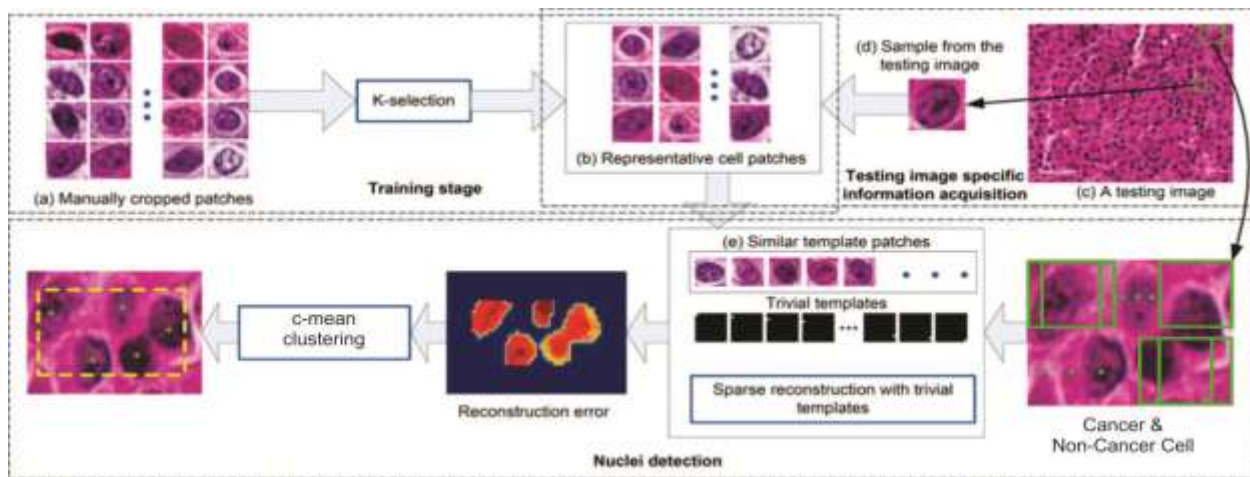 (a) Manually cropped patches
K-selection
Training stage
(b) Representative cell patches
(d) Sample from the
testing image
Testing image specific
information acquisition
(c) A testing image
(e) Similar template patches
Trivial templates
Sparse reconstruction with trivial
templates
Reconstruction error
c-mean
clustering
Cancer &
Non-Cancer Cell
Nuclei detection